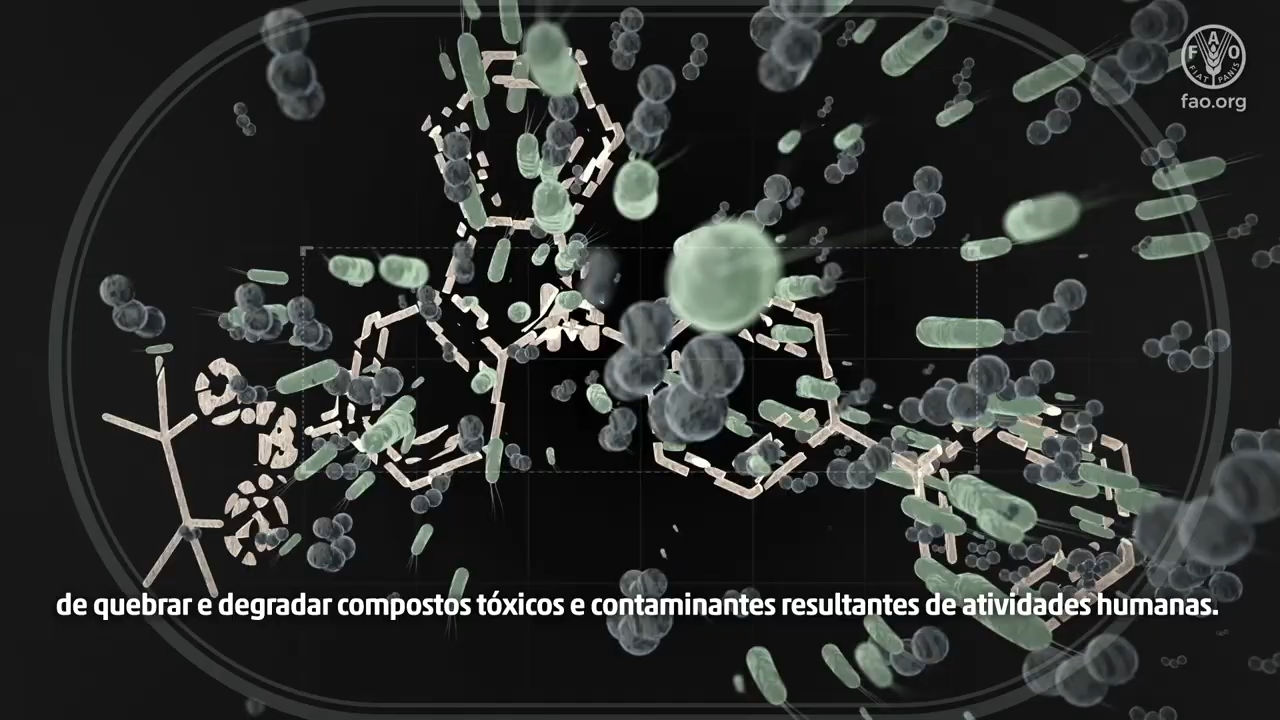 FAO
FIAT PANIS
fao.org
de quebrar e degradar compostos tóxicos e contaminantes resultantes de atividades humanas.